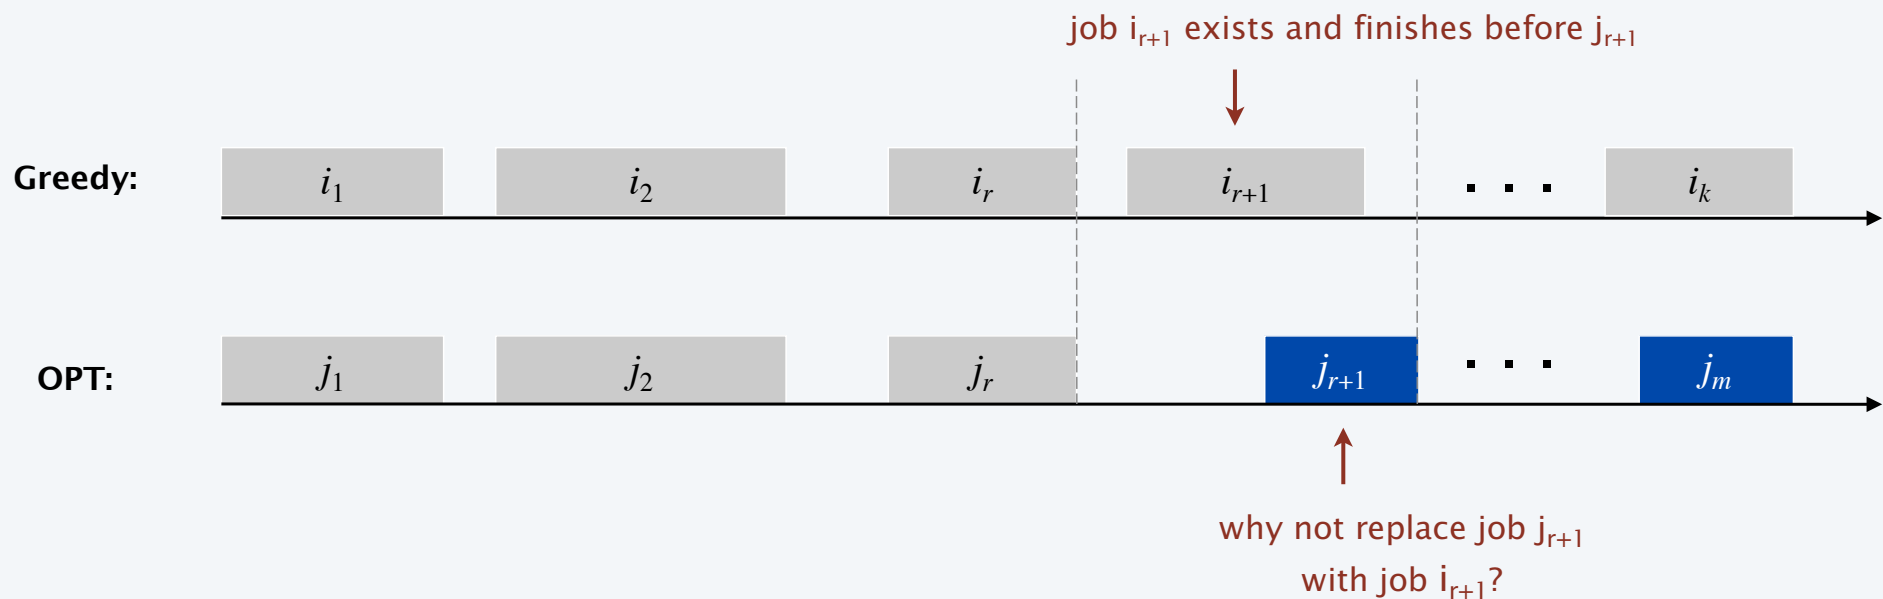 job i_{r+1} exists and finishes before j_{r+1}
Greedy: i_1 i_2 i_r i_{r+1} . . . i_k
OPT: j_1 j_2 j_r j_{r+1} . . . j_m
why not replace job j_{r+1}
with job i_{r+1}?